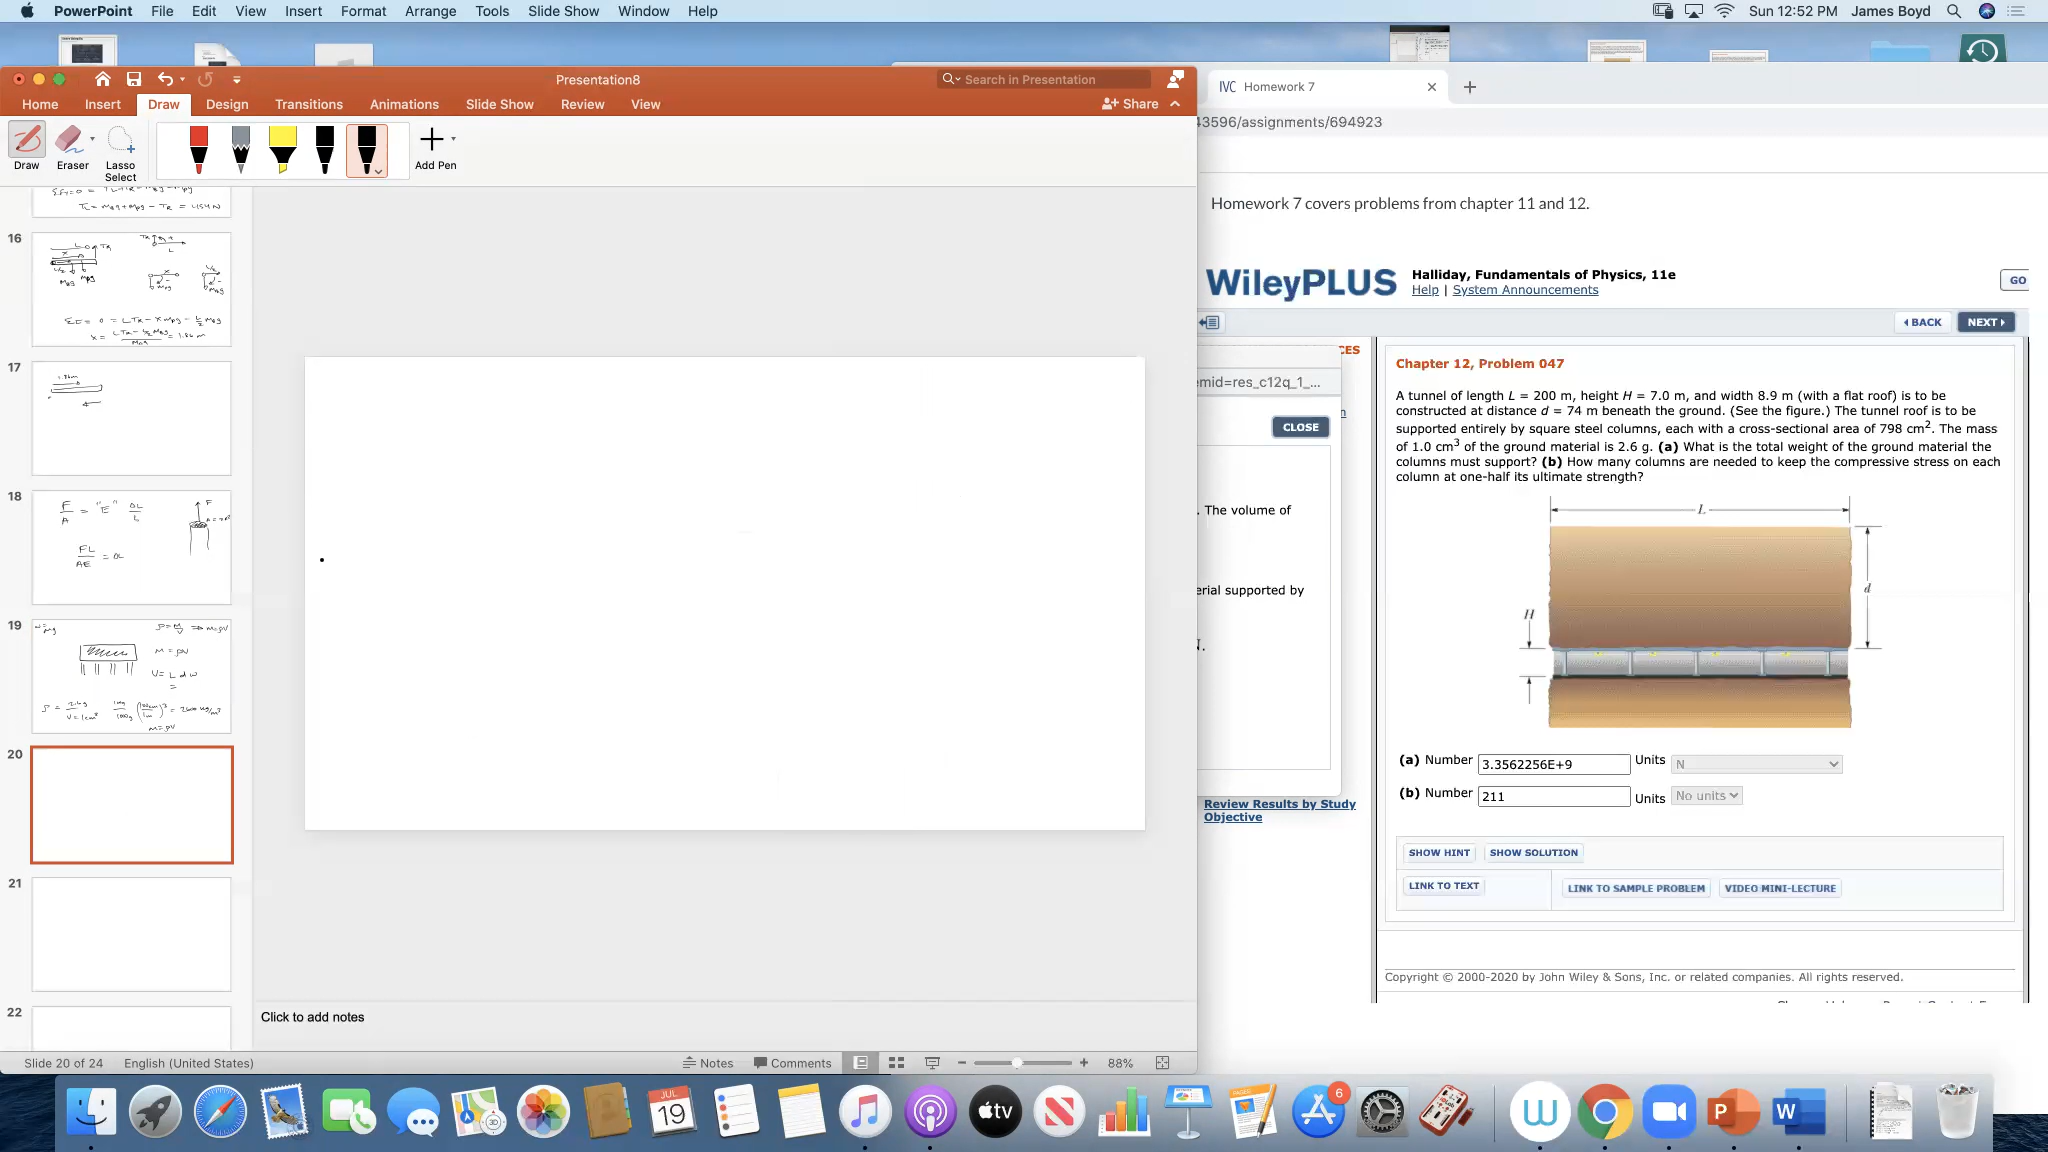 PowerPoint File Edit View Insert Format Arrange Tools Slide Show Window Help
Sun 12:52 PM James Boyd
Presentation8
Search in Presentation
Home Insert Draw Design Transitions Animations Slide Show Review View
Share
Draw
Eraser
Lasso
Select
Add Pen
16
17
18
F/A = "E" ΔL/L
FL/AE = ΔL
19
20
21
22
Click to add notes
Slide 20 of 24 English (United States)
Notes Comments
88%
IVC Homework 7
43596/assignments/694923
Homework 7 covers problems from chapter 11 and 12.
WileyPLUS
Halliday, Fundamentals of Physics, 11e
Help | System Announcements
GO
BACK NEXT
CES
emid=res_c12q_1_...
CLOSE
. The volume of
erial supported by
N.
Review Results by Study
Objective
Chapter 12, Problem 047
A tunnel of length L = 200 m, height H = 7.0 m, and width 8.9 m (with a flat roof) is to be
constructed at distance d = 74 m beneath the ground. (See the figure.) The tunnel roof is to be
supported entirely by square steel columns, each with a cross-sectional area of 798 cm². The mass
of 1.0 cm³ of the ground material is 2.6 g. (a) What is the total weight of the ground material the
columns must support? (b) How many columns are needed to keep the compressive stress on each
column at one-half its ultimate strength?
L
d
H
(a) Number 3.3562256E+9 Units N
(b) Number 211 Units No units
SHOW HINT SHOW SOLUTION
LINK TO TEXT LINK TO SAMPLE PROBLEM VIDEO MINI-LECTURE
Copyright © 2000-2020 by John Wiley & Sons, Inc. or related companies. All rights reserved.
JUL
19
tv
6
W
P
W